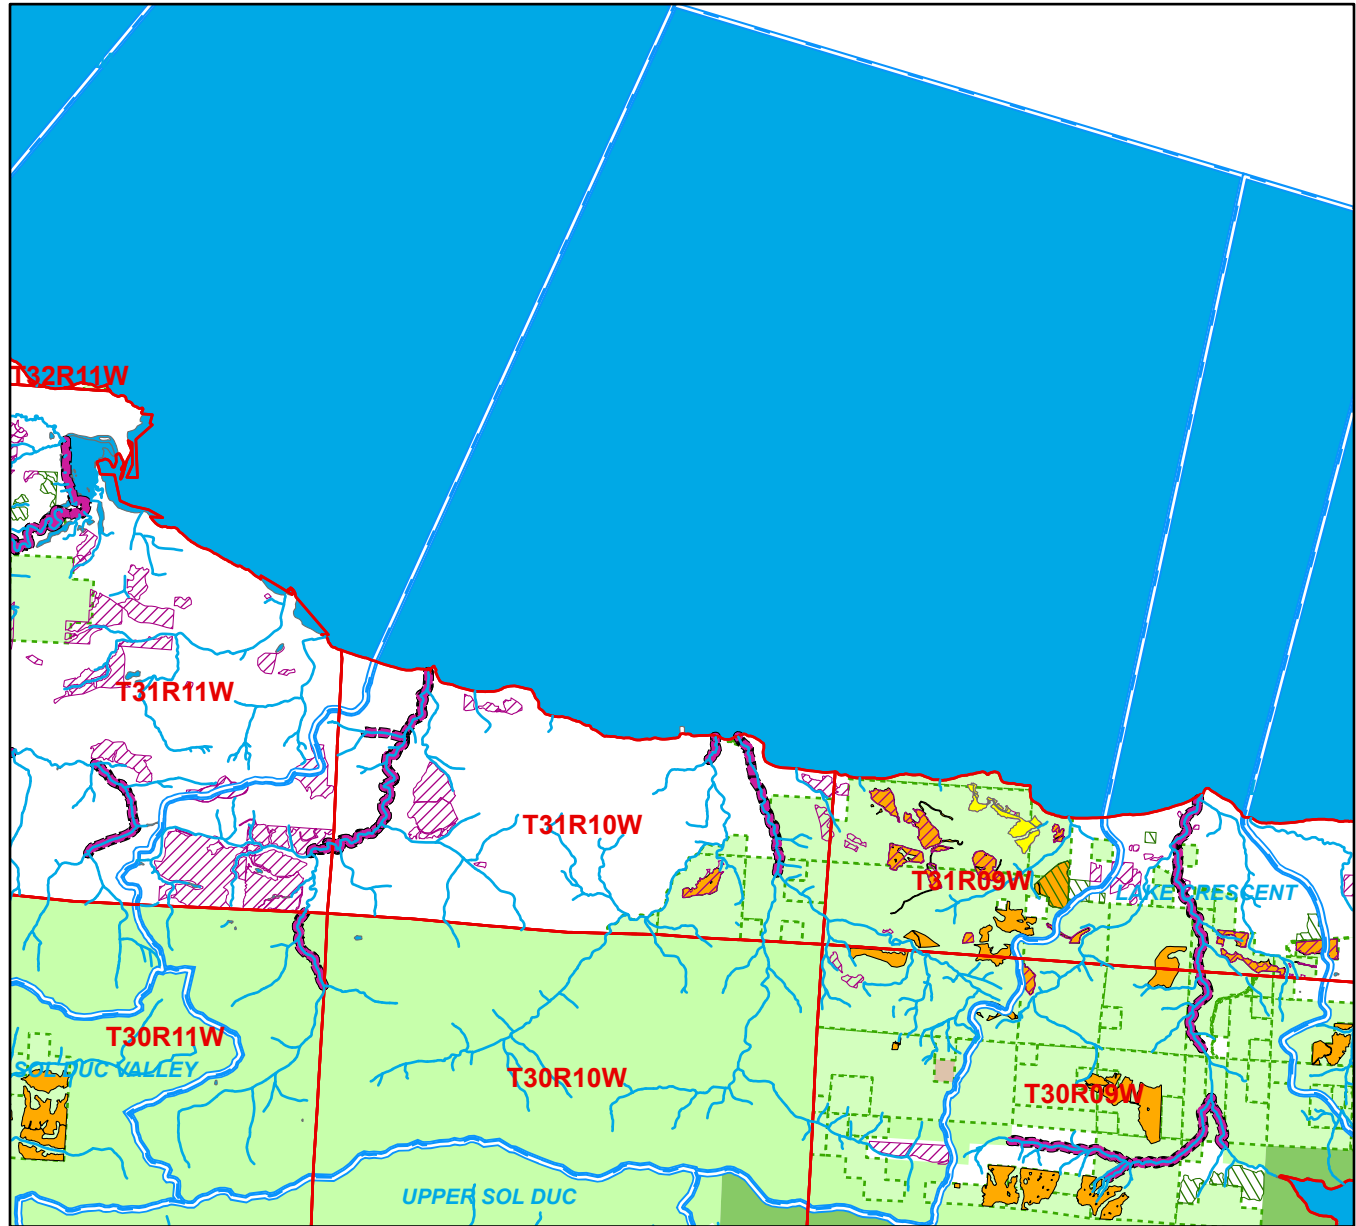 T32R11W
T31R11W
T31R10W
T31R09W
LAKE CRESCENT
T30R11W
SOL DUC VALLEY
T30R10W
T30R09W
UPPER SOL DUC